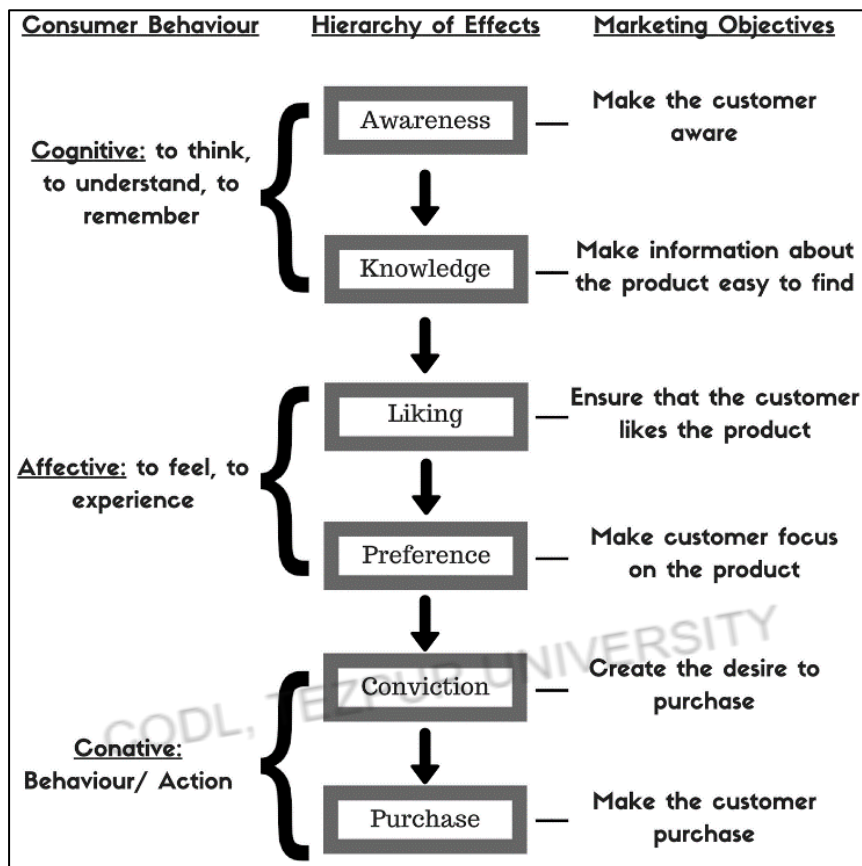 Consumer Behaviour
Hierarchy of Effects
Marketing Objectives
Cognitive: to think,
to understand, to
remember
Awareness
Make the customer
aware
Knowledge
Make information about
the product easy to find
Affective: to feel, to
experience
Liking
Ensure that the customer
likes the product
Preference
Make customer focus
on the product
Conative:
Behaviour/ Action
Conviction
Create the desire to
purchase
Purchase
Make the customer
purchase
CODL, TEZPUR UNIVERSITY